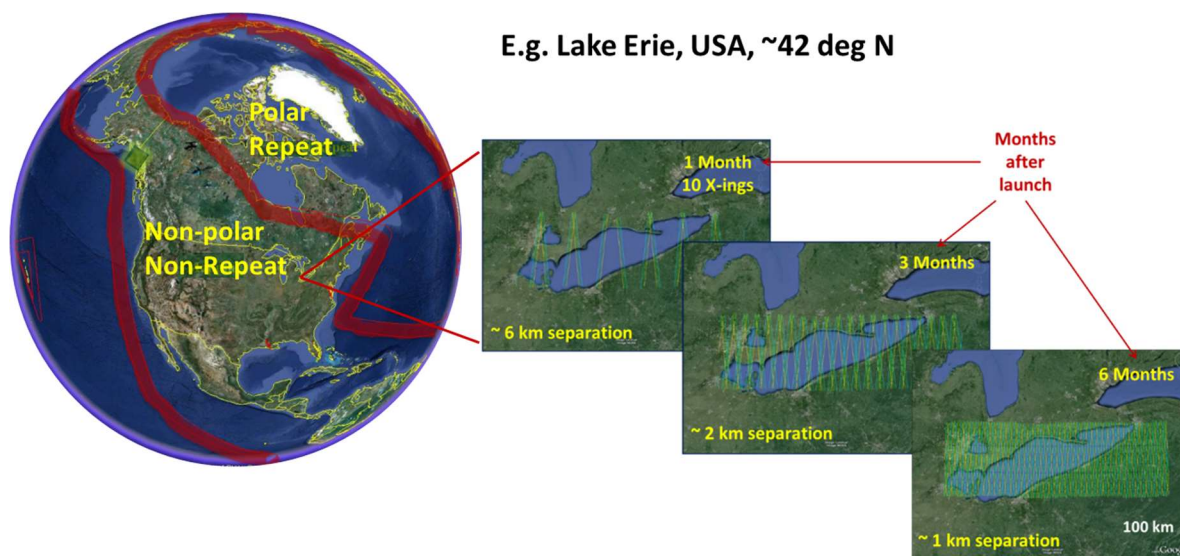 E.g. Lake Erie, USA, ~42 deg N
Polar
Repeat
Non-polar
Non-Repeat
1 Month
10 X-ings
~ 6 km separation
Months
after
launch
3 Months
~ 2 km separation
6 Months
100 km
~ 1 km separation